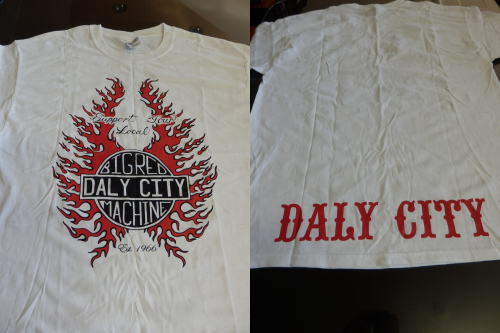 Support Your
Local
BIG RED
DALY CITY
MACHINE
Est. 1966
DALY CITY